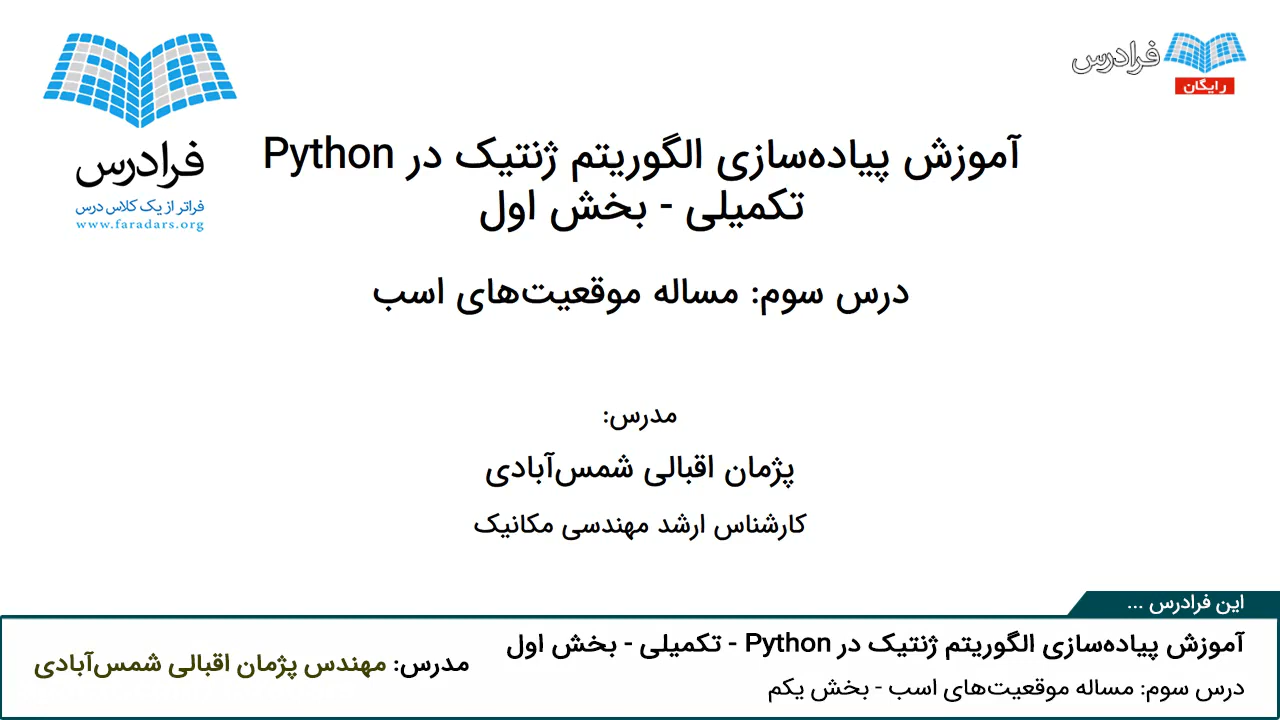 فرادرس
رایگان
فرادرس
فراتر از یک کلاس درس
www.faradars.org
آموزش پیاده‌سازی الگوریتم ژنتیک در Python
تکمیلی - بخش اول
درس سوم: مساله موقعیت‌های اسب
مدرس:
پژمان اقبالی شمس‌آبادی
کارشناس ارشد مهندسی مکانیک
این فرادرس ...
آموزش پیاده‌سازی الگوریتم ژنتیک در Python - تکمیلی - بخش اول
درس سوم: مساله موقعیت‌های اسب - بخش یکم
مدرس: مهندس پژمان اقبالی شمس‌آبادی